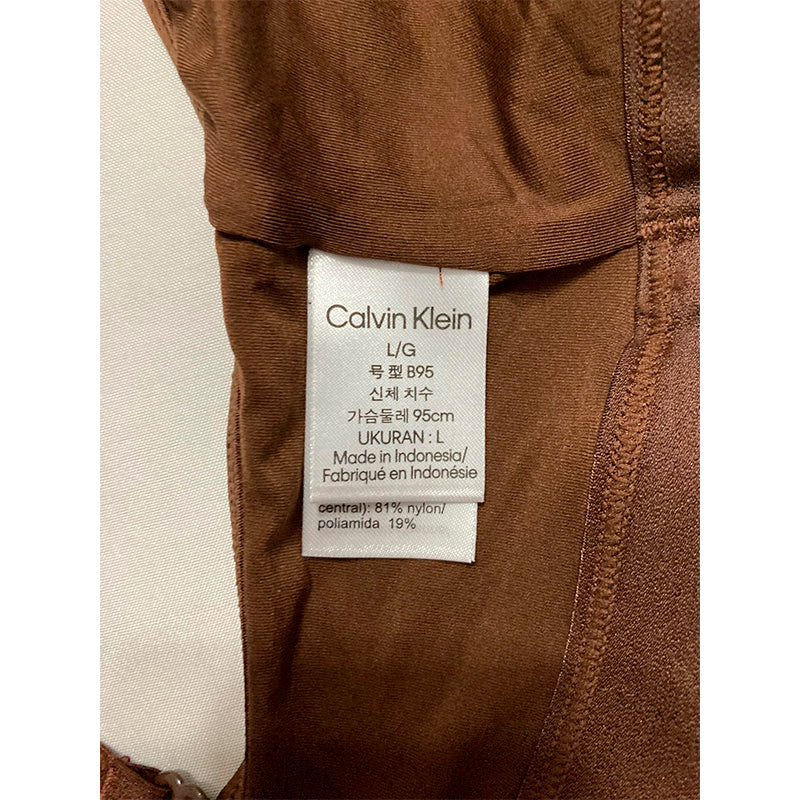 Calvin Klein
L/G
号型 B95
신체 치수
가슴둘레 95cm
UKURAN : L
Made in Indonesia/
Fabriqué en Indonésie
central): 81% nylon/
poliamida 19%